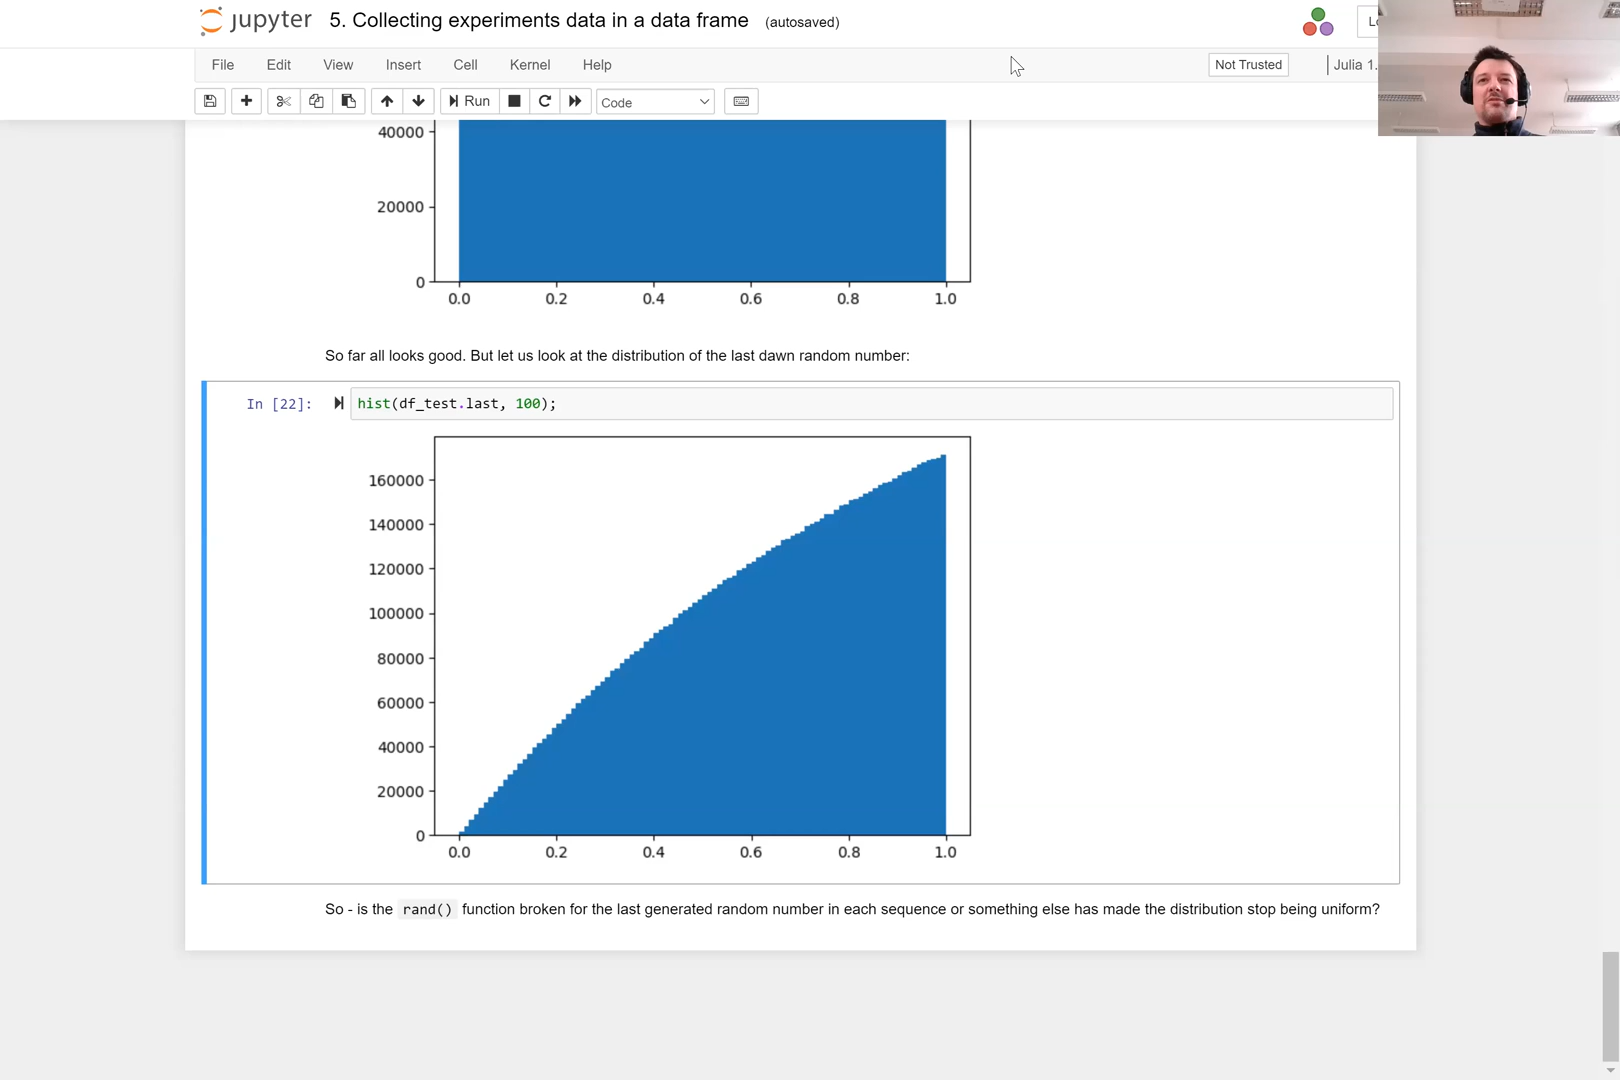 jupyter 5. Collecting experiments data in a data frame (autosaved)
File Edit View Insert Cell Kernel Help Not Trusted Julia 1.
Run Code
40000
20000
0
0.0 0.2 0.4 0.6 0.8 1.0
So far all looks good. But let us look at the distribution of the last dawn random number:
In [22]: hist(df_test.last, 100);
160000
140000
120000
100000
80000
60000
40000
20000
0
0.0 0.2 0.4 0.6 0.8 1.0
So - is the rand() function broken for the last generated random number in each sequence or something else has made the distribution stop being uniform?